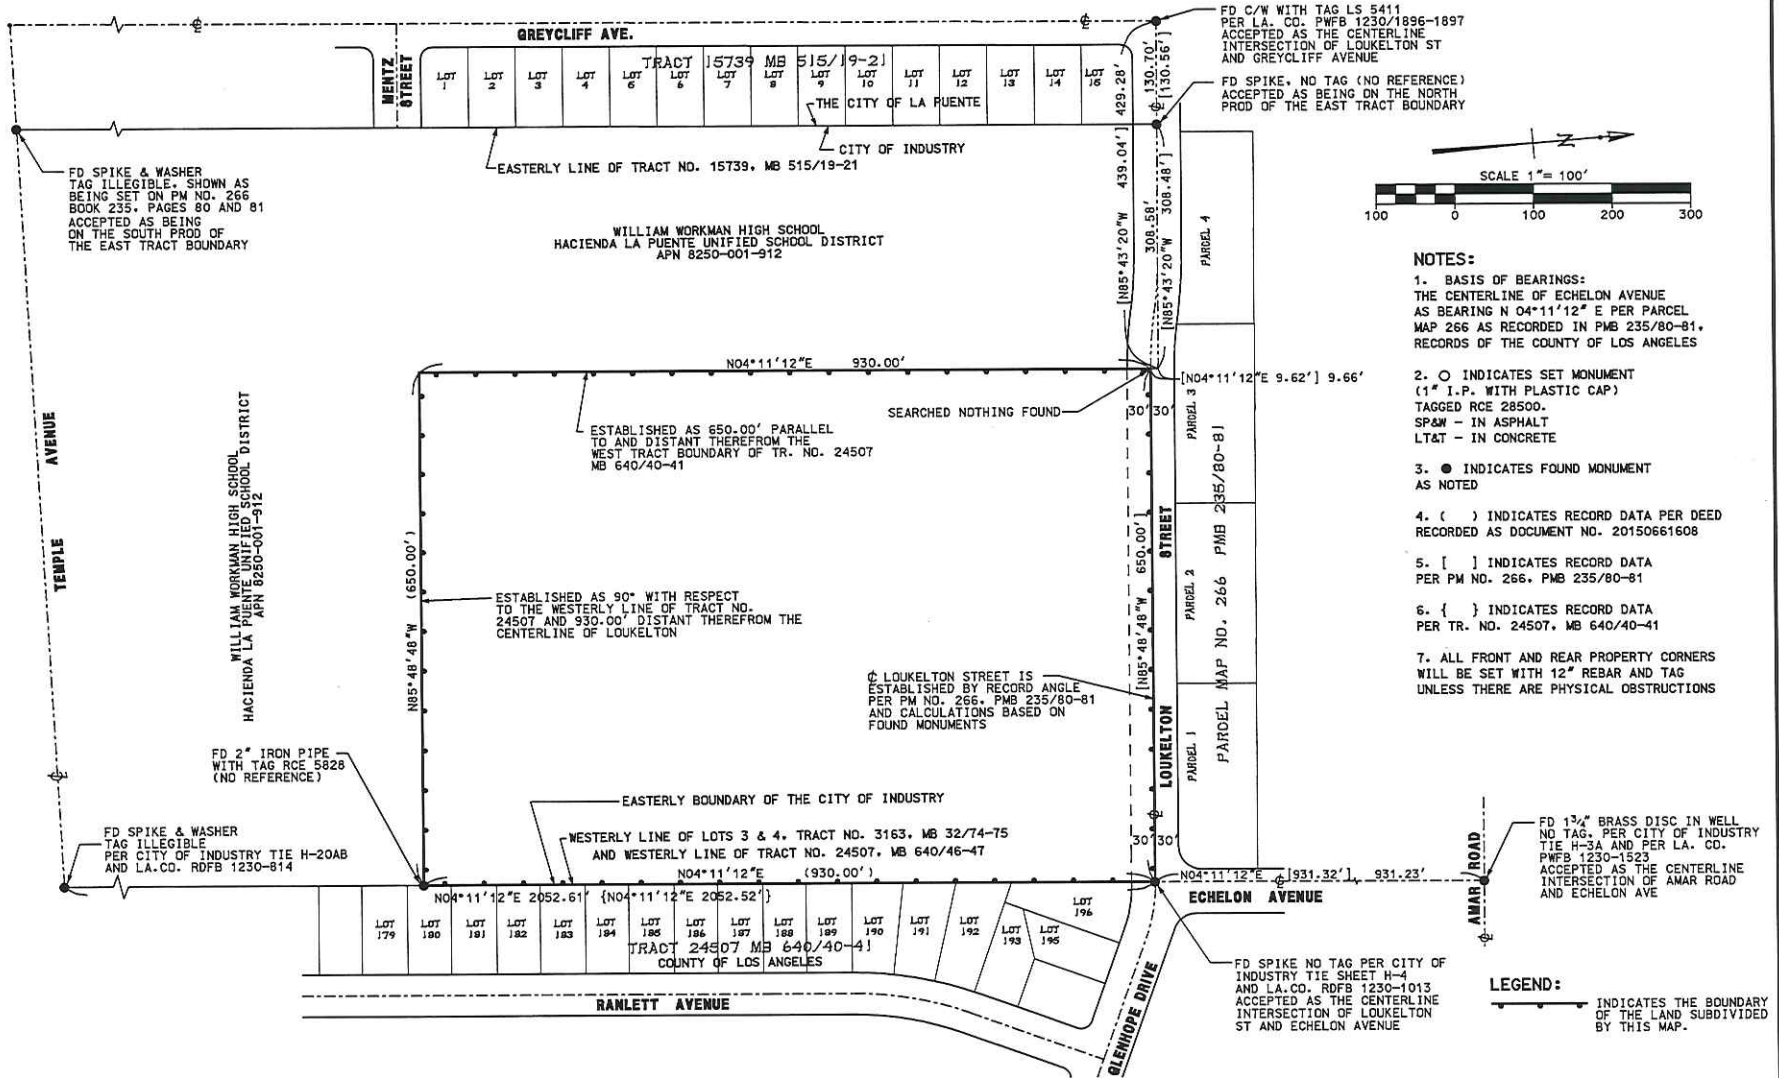 GREYCLIFF AVE.
MENTZ
STREET
TRACT 15739 MB 515/19-21
LOT 1
LOT 2
LOT 3
LOT 4
LOT 5
LOT 6
LOT 7
LOT 8
LOT 9
LOT 10
LOT 11
LOT 12
LOT 13
LOT 14
LOT 15
THE CITY OF LA PUENTE
CITY OF INDUSTRY
EASTERLY LINE OF TRACT NO. 15739, MB 515/19-21
FD C/W WITH TAG LS 5411
PER LA. CO. PWFB 1230/1896-1897
ACCEPTED AS THE CENTERLINE
INTERSECTION OF LOUKELTON ST
AND GREYCLIFF AVENUE
FD SPIKE, NO TAG (NO REFERENCE)
ACCEPTED AS BEING ON THE NORTH
PROD OF THE EAST TRACT BOUNDARY
130.70'
[130.56']
429.28'
[N85°43'20"W 439.04']
308.58'
[N85°43'20"W 308.48']
N
SCALE 1"= 100'
100 0 100 200 300
FD SPIKE & WASHER
TAG ILLEGIBLE. SHOWN AS
BEING SET ON PM NO. 266
BOOK 235, PAGES 80 AND 81
ACCEPTED AS BEING
ON THE SOUTH PROD OF
THE EAST TRACT BOUNDARY
WILLIAM WORKMAN HIGH SCHOOL
HACIENDA LA PUENTE UNIFIED SCHOOL DISTRICT
APN 8250-001-912
PARCEL 4
NOTES:
1. BASIS OF BEARINGS:
THE CENTERLINE OF ECHELON AVENUE
AS BEARING N 04°11'12" E PER PARCEL
MAP 266 AS RECORDED IN PMB 235/80-81,
RECORDS OF THE COUNTY OF LOS ANGELES
2. O INDICATES SET MONUMENT
(1" I.P. WITH PLASTIC CAP)
TAGGED RCE 28500.
SP&W - IN ASPHALT
LT&T - IN CONCRETE
3. ● INDICATES FOUND MONUMENT
AS NOTED
4. ( ) INDICATES RECORD DATA PER DEED
RECORDED AS DOCUMENT NO. 20150661608
5. [ ] INDICATES RECORD DATA
PER PM NO. 266, PMB 235/80-81
6. { } INDICATES RECORD DATA
PER TR. NO. 24507, MB 640/40-41
7. ALL FRONT AND REAR PROPERTY CORNERS
WILL BE SET WITH 12" REBAR AND TAG
UNLESS THERE ARE PHYSICAL OBSTRUCTIONS
N04°11'12"E 930.00'
[N04°11'12"E 9.62'] 9.66'
SEARCHED NOTHING FOUND
30' 30'
PARCEL 3
ESTABLISHED AS 650.00' PARALLEL
TO AND DISTANT THEREFROM THE
WEST TRACT BOUNDARY OF TR. NO. 24507
MB 640/40-41
TEMPLE AVENUE
WILLIAM WORKMAN HIGH SCHOOL
HACIENDA LA PUENTE UNIFIED SCHOOL DISTRICT
APN 8250-001-912
N85°48'48"W (650.00')
ESTABLISHED AS 90° WITH RESPECT
TO THE WESTERLY LINE OF TRACT NO.
24507 AND 930.00' DISTANT THEREFROM THE
CENTERLINE OF LOUKELTON
[N85°48'48"W 650.00']
LOUKELTON STREET
PARCEL 2
PARCEL MAP NO. 266 PMB 235/80-81
℄ LOUKELTON STREET IS
ESTABLISHED BY RECORD ANGLE
PER PM NO. 266, PMB 235/80-81
AND CALCULATIONS BASED ON
FOUND MONUMENTS
PARCEL 1
FD 2" IRON PIPE
WITH TAG RCE 5828
(NO REFERENCE)
EASTERLY BOUNDARY OF THE CITY OF INDUSTRY
WESTERLY LINE OF LOTS 3 & 4, TRACT NO. 3163, MB 32/74-75
AND WESTERLY LINE OF TRACT NO. 24507, MB 640/46-47
FD SPIKE & WASHER
TAG ILLEGIBLE
PER CITY OF INDUSTRY TIE H-20AB
AND LA.CO. RDFB 1230-814
30' 30'
N04°11'12"E (930.00')
N04°11'12"E [931.32'] 931.23'
N04°11'12"E 2052.61' {N04°11'12"E 2052.52'}
ECHELON AVENUE
AMAR ROAD
FD 1¾" BRASS DISC IN WELL
NO TAG. PER CITY OF INDUSTRY
TIE H-3A AND PER LA. CO.
PWFB 1230-1523
ACCEPTED AS THE CENTERLINE
INTERSECTION OF AMAR ROAD
AND ECHELON AVE
LOT 179
LOT 180
LOT 181
LOT 182
LOT 183
LOT 184
LOT 185
LOT 186
LOT 187
LOT 188
LOT 189
LOT 190
LOT 191
LOT 192
LOT 193
LOT 195
LOT 196
TRACT 24507 MB 640/40-41
COUNTY OF LOS ANGELES
RANLETT AVENUE
GLENHOPE DRIVE
FD SPIKE NO TAG PER CITY OF
INDUSTRY TIE SHEET H-4
AND LA.CO. RDFB 1230-1013
ACCEPTED AS THE CENTERLINE
INTERSECTION OF LOUKELTON
ST AND ECHELON AVENUE
LEGEND:
INDICATES THE BOUNDARY
OF THE LAND SUBDIVIDED
BY THIS MAP.